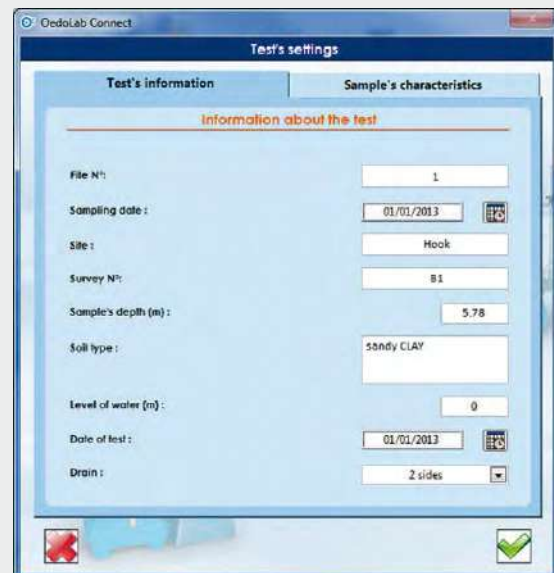 OedoLab Connect
Test's settings
Test's information Sample's characteristics
Information about the test
File N°: 1
Sampling date : 01/01/2013
Site : Hook
Survey N°: B1
Sample's depth (m) : 5.78
Soil type : sandy CLAY
Level of water (m) : 0
Date of test : 01/01/2013
Drain : 2 sides